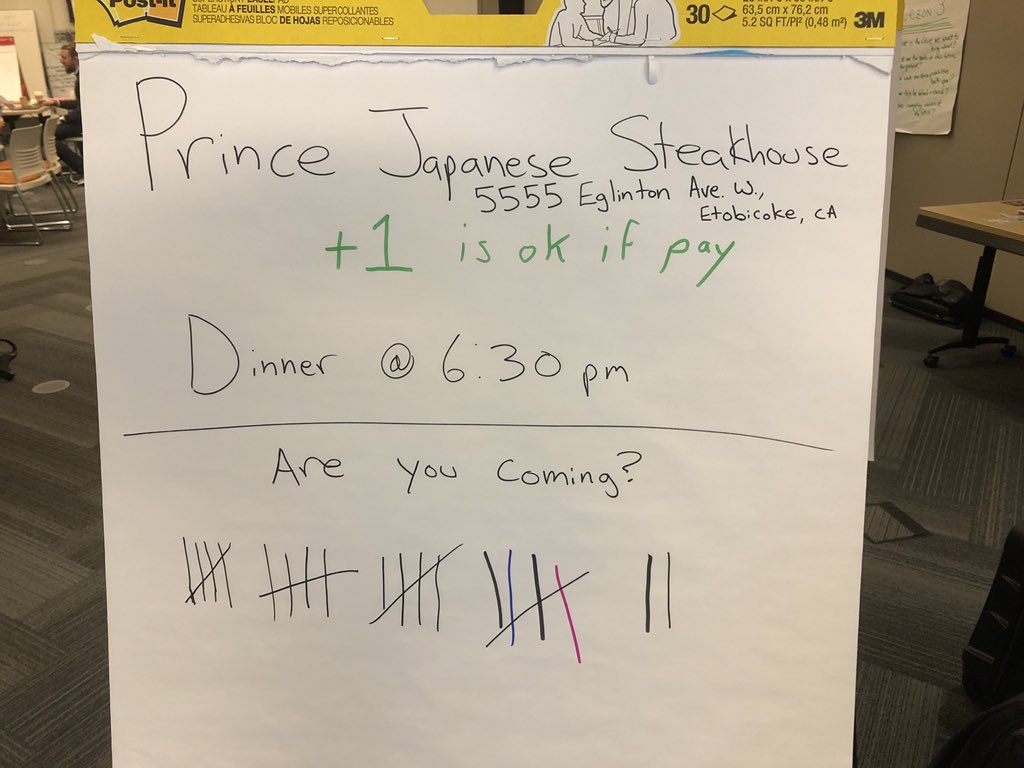 Post-it
TABLEAU À FEUILLES MOBILES SUPERCOLLANTES
SUPERADHESIVAS BLOC DE HOJAS REPOSICIONABLES
30
63,5 cm x 76,2 cm
5.2 SQ FT/PI² (0,48 m²)
3M
Prince Japanese Steakhouse
5555 Eglinton Ave. W.,
Etobicoke, CA
+1 is ok if pay
Dinner @ 6:30 pm
Are you coming?